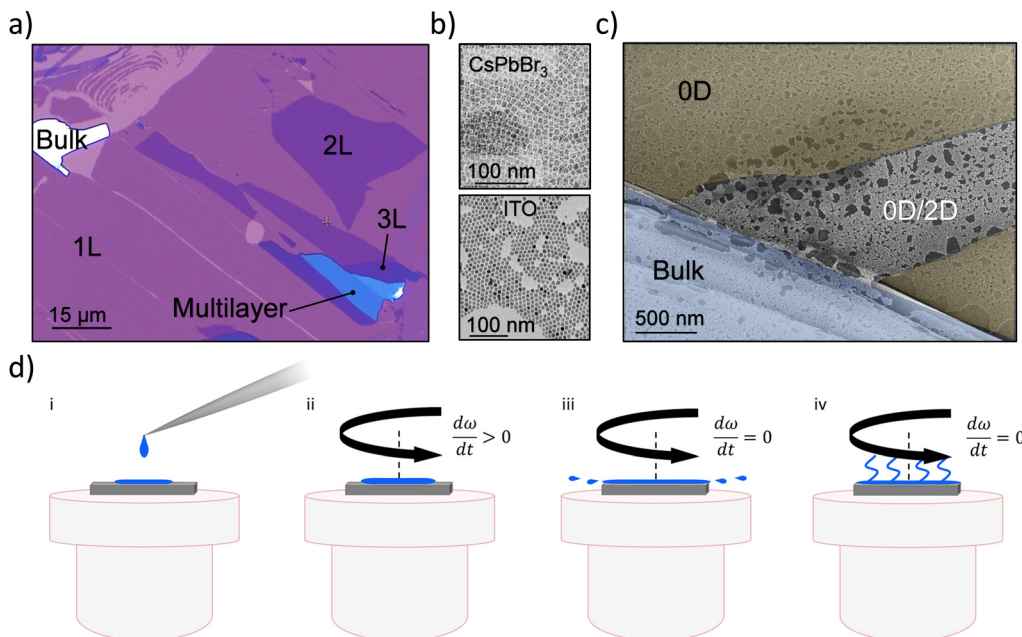 a)
Bulk
2L
1L
3L
Multilayer
15 µm
b)
CsPbBr₃
100 nm
ITO
100 nm
c)
0D
0D/2D
Bulk
500 nm
d)
i
ii
dω/dt > 0
iii
dω/dt = 0
iv
dω/dt = 0